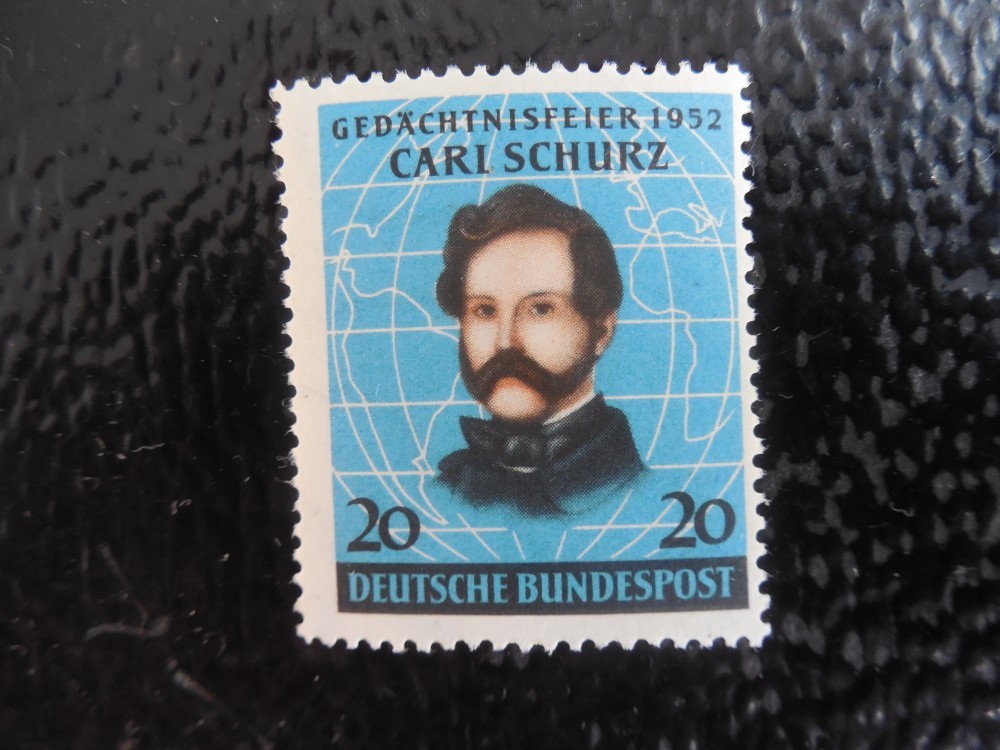 GEDÄCHTNISFEIER 1952
CARL SCHURZ
20 20
DEUTSCHE BUNDESPOST